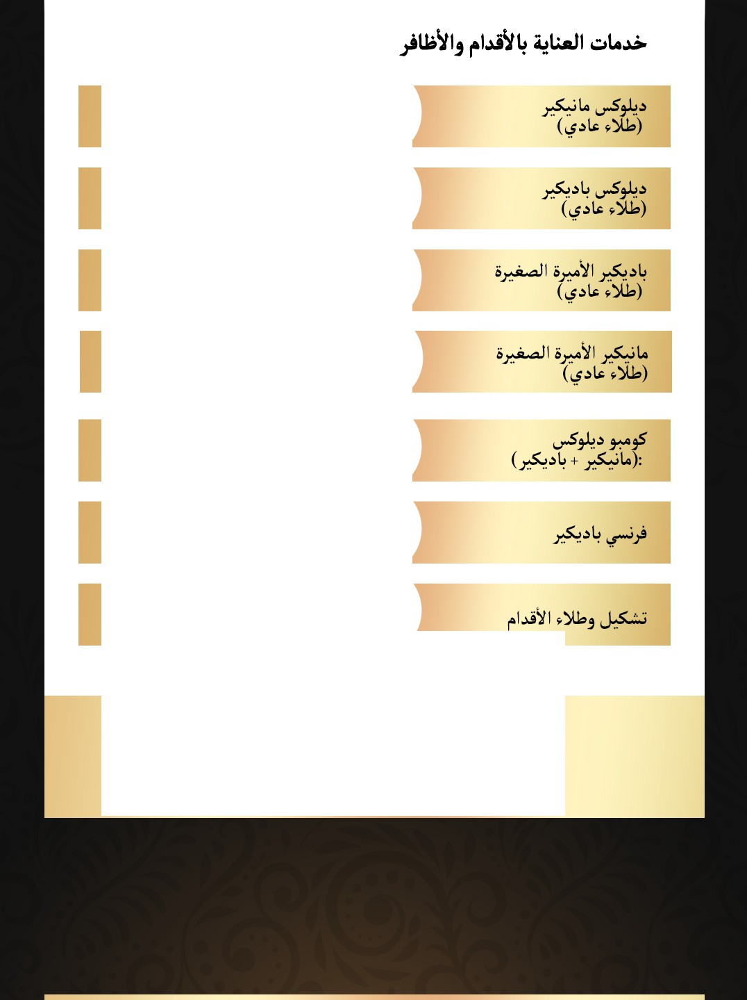 خدمات العناية بالأقدام والأظافر
ديلوكس مانيكير
(طلاء عادي)
ديلوكس باديكير
(طلاء عادي)
باديكير الأميرة الصغيرة
(طلاء عادي)
مانيكير الأميرة الصغيرة
(طلاء عادي)
كومبو ديلوكس
(مانيكير + باديكير):
فرنسي باديكير
تشكيل وطلاء الأقدام